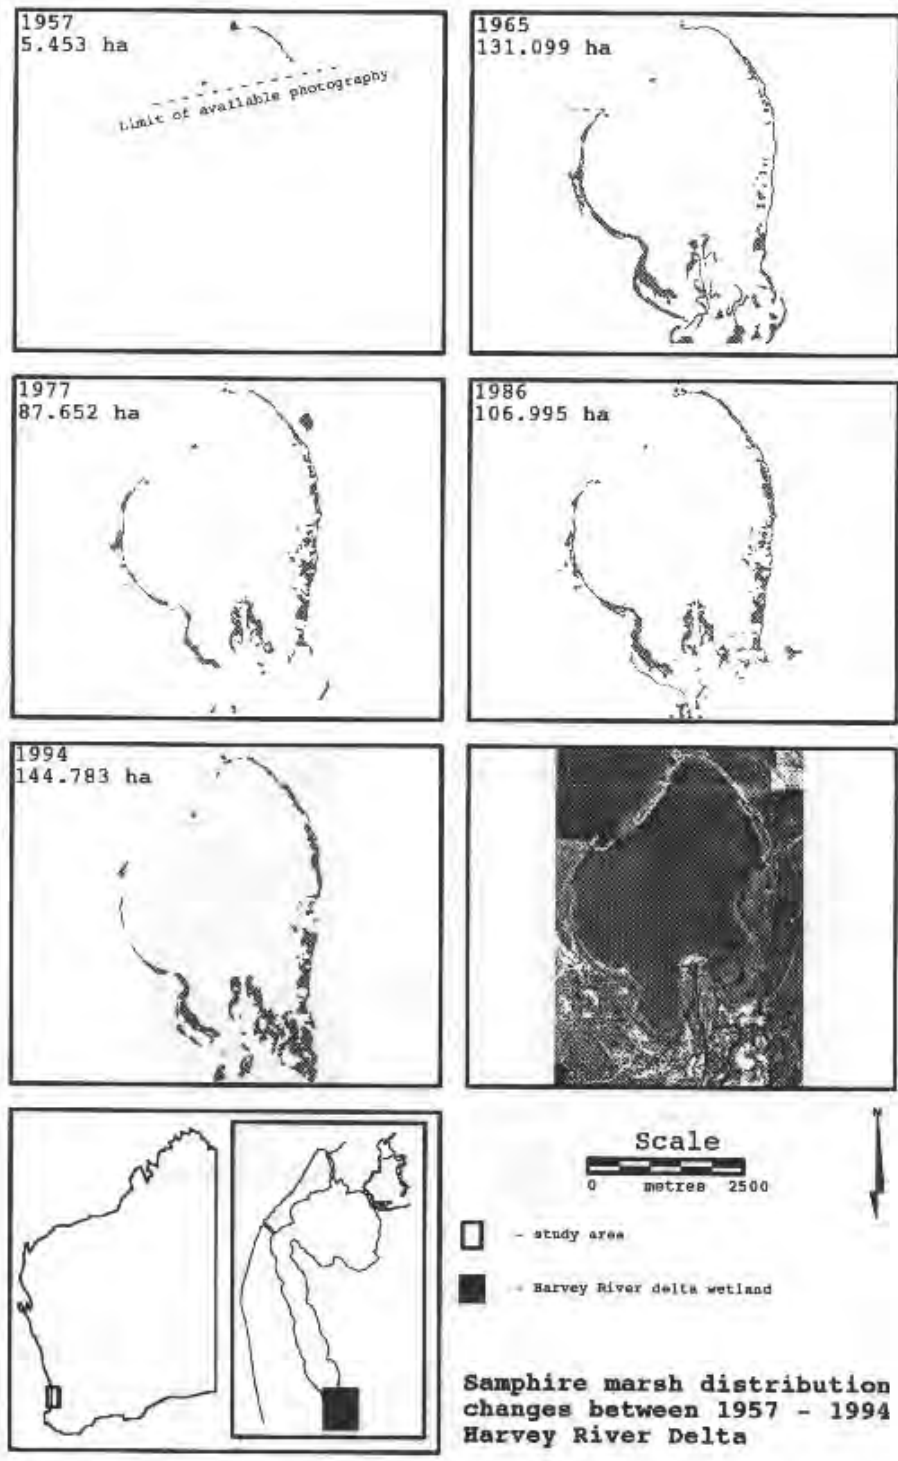 1957
5.453 ha
Limit of available photography
1965
131.099 ha
1977
87.652 ha
1986
106.995 ha
1994
144.783 ha
Scale
0 metres 2500
N
- study area
- Harvey River delta wetland
Samphire marsh distribution
changes between 1957 - 1994
Harvey River Delta